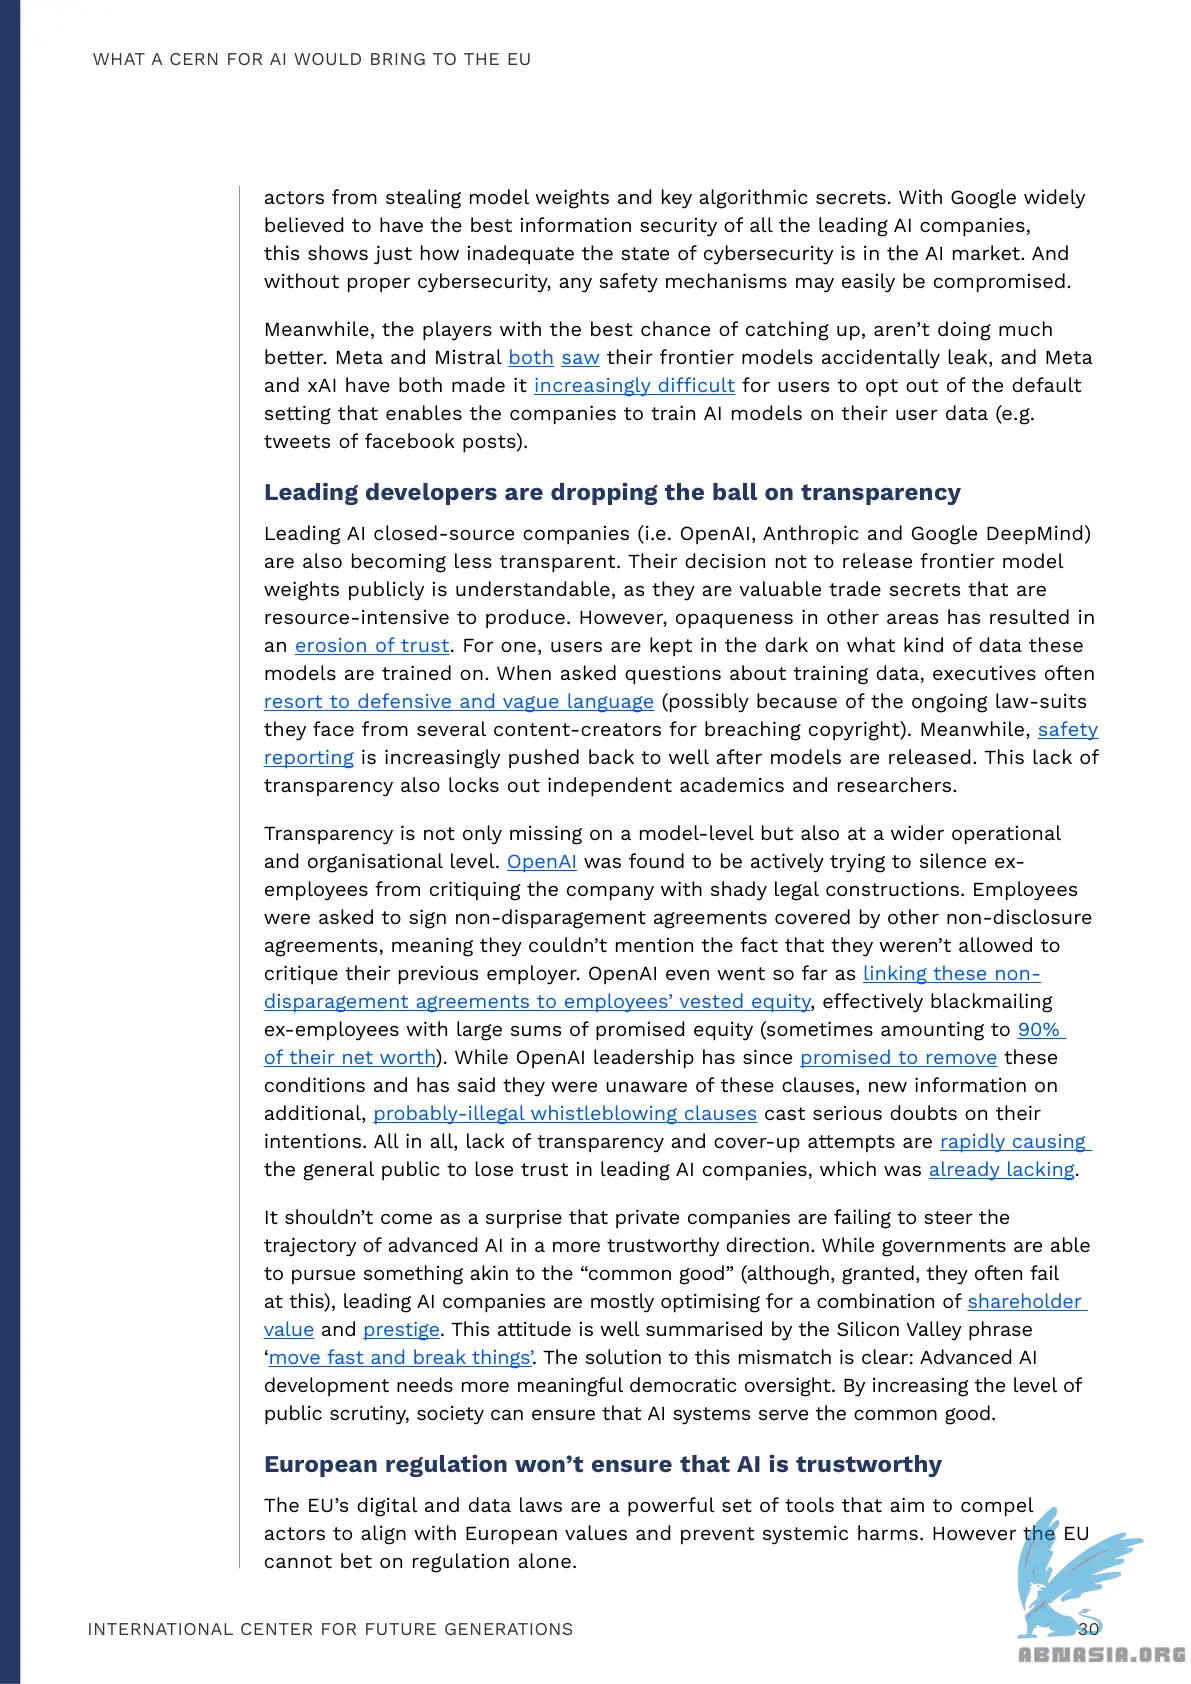 WHAT A CERN FOR AI WOULD BRING TO THE EU
actors from stealing model weights and key algorithmic secrets. With Google widely
believed to have the best information security of all the leading AI companies,
this shows just how inadequate the state of cybersecurity is in the AI market. And
without proper cybersecurity, any safety mechanisms may easily be compromised.
Meanwhile, the players with the best chance of catching up, aren’t doing much
better. Meta and Mistral both saw their frontier models accidentally leak, and Meta
and xAI have both made it increasingly difficult for users to opt out of the default
setting that enables the companies to train AI models on their user data (e.g.
tweets of facebook posts).
Leading developers are dropping the ball on transparency
Leading AI closed-source companies (i.e. OpenAI, Anthropic and Google DeepMind)
are also becoming less transparent. Their decision not to release frontier model
weights publicly is understandable, as they are valuable trade secrets that are
resource-intensive to produce. However, opaqueness in other areas has resulted in
an erosion of trust. For one, users are kept in the dark on what kind of data these
models are trained on. When asked questions about training data, executives often
resort to defensive and vague language (possibly because of the ongoing law-suits
they face from several content-creators for breaching copyright). Meanwhile, safety
reporting is increasingly pushed back to well after models are released. This lack of
transparency also locks out independent academics and researchers.
Transparency is not only missing on a model-level but also at a wider operational
and organisational level. OpenAI was found to be actively trying to silence ex-
employees from critiquing the company with shady legal constructions. Employees
were asked to sign non-disparagement agreements covered by other non-disclosure
agreements, meaning they couldn’t mention the fact that they weren’t allowed to
critique their previous employer. OpenAI even went so far as linking these non-
disparagement agreements to employees’ vested equity, effectively blackmailing
ex-employees with large sums of promised equity (sometimes amounting to 90%
of their net worth). While OpenAI leadership has since promised to remove these
conditions and has said they were unaware of these clauses, new information on
additional, probably-illegal whistleblowing clauses cast serious doubts on their
intentions. All in all, lack of transparency and cover-up attempts are rapidly causing
the general public to lose trust in leading AI companies, which was already lacking.
It shouldn’t come as a surprise that private companies are failing to steer the
trajectory of advanced AI in a more trustworthy direction. While governments are able
to pursue something akin to the “common good” (although, granted, they often fail
at this), leading AI companies are mostly optimising for a combination of shareholder
value and prestige. This attitude is well summarised by the Silicon Valley phrase
‘move fast and break things’. The solution to this mismatch is clear: Advanced AI
development needs more meaningful democratic oversight. By increasing the level of
public scrutiny, society can ensure that AI systems serve the common good.
European regulation won’t ensure that AI is trustworthy
The EU’s digital and data laws are a powerful set of tools that aim to compel
actors to align with European values and prevent systemic harms. However the EU
cannot bet on regulation alone.
INTERNATIONAL CENTER FOR FUTURE GENERATIONS
30
ABNASIA.ORG